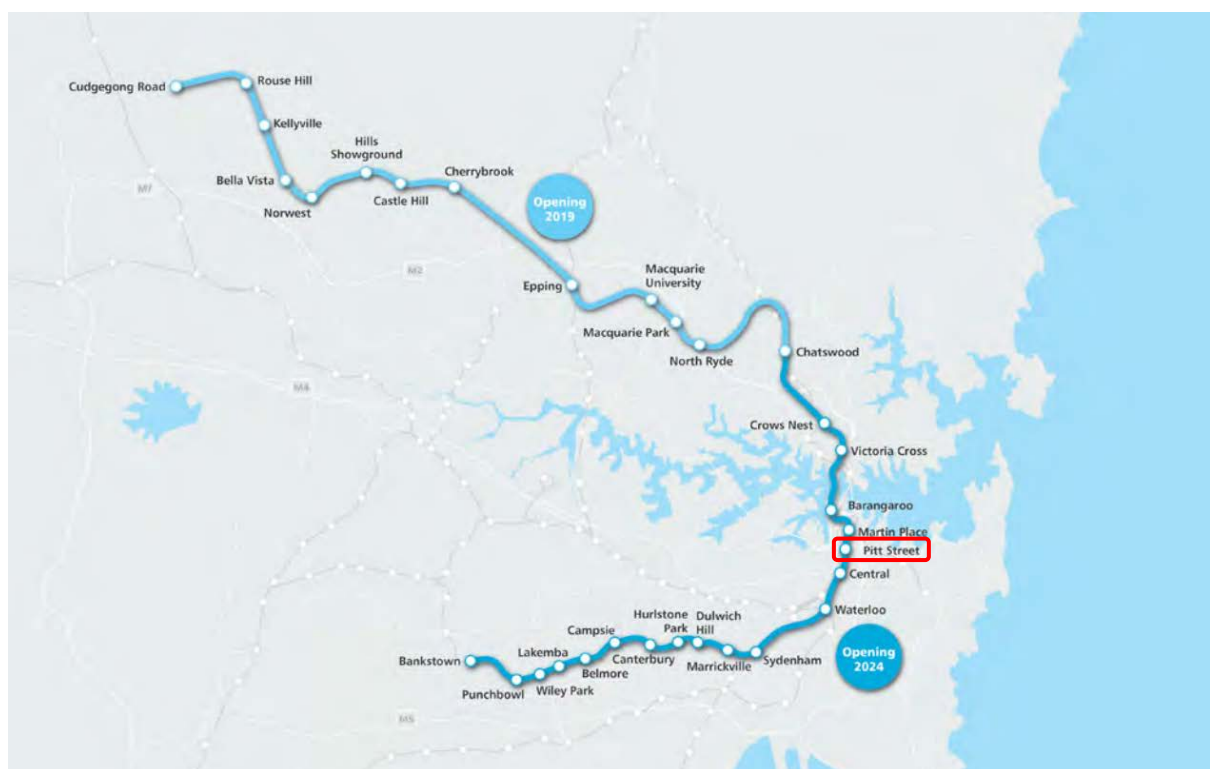 Cudgegong Road
Rouse Hill
Kellyville
Hills
Showground
Bella Vista
Norwest
Castle Hill
Cherrybrook
Opening
2019
M7
M2
Epping
Macquarie
University
Macquarie Park
North Ryde
Chatswood
M4
Crows Nest
Victoria Cross
Barangaroo
Martin Place
Pitt Street
Central
Waterloo
Hurlstone
Park
Dulwich
Hill
Campsie
Lakemba
Bankstown
Canterbury
Marrickville
Sydenham
Belmore
Wiley Park
Punchbowl
Opening
2024
M5